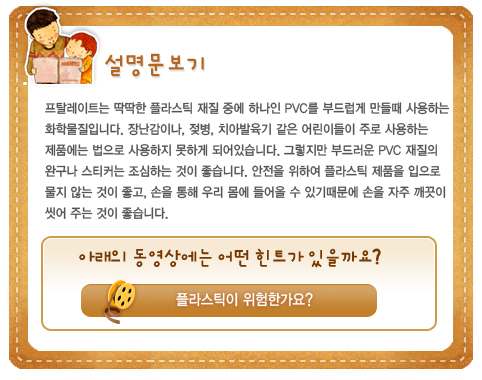 설명문보기
프탈레이트는 딱딱한 플라스틱 재질 중에 하나인 PVC를 부드럽게 만들때 사용하는
화학물질입니다. 장난감이나, 젖병, 치아발육기 같은 어린이들이 주로 사용하는
제품에는 법으로 사용하지 못하게 되어있습니다. 그렇지만 부드러운 PVC 재질의
완구나 스티커는 조심하는 것이 좋습니다. 안전을 위하여 플라스틱 제품을 입으로
물지 않는 것이 좋고, 손을 통해 우리 몸에 들어올 수 있기때문에 손을 자주 깨끗이
씻어 주는 것이 좋습니다.
아래의 동영상에는 어떤 힌트가 있을까요?
플라스틱이 위험한가요?